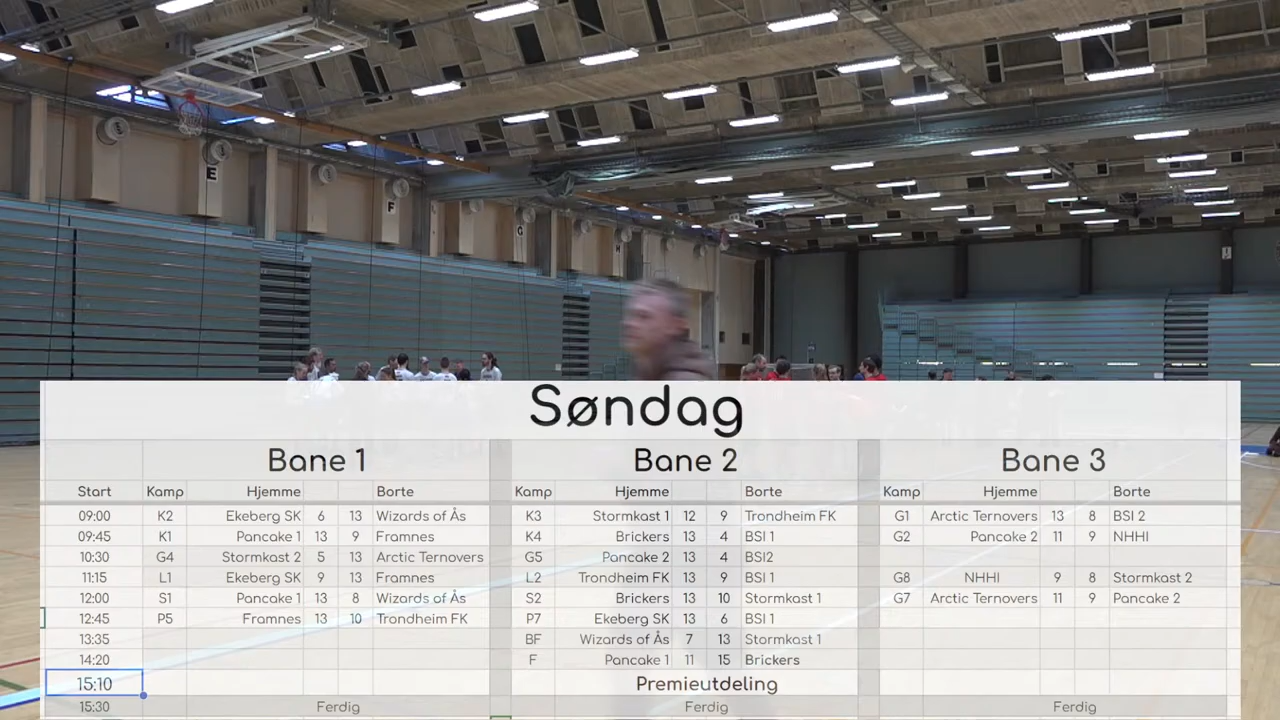 E
F
G
H
Søndag
Bane 1 Bane 2 Bane 3
Start Kamp Hjemme Borte Kamp Hjemme Borte Kamp Hjemme Borte
09:00 K2 Ekeberg SK 6 13 Wizards of Ås K3 Stormkast 1 12 9 Trondheim FK G1 Arctic Ternovers 13 8 BSI 2
09:45 K1 Pancake 1 13 9 Framnes K4 Brickers 13 4 BSI 1 G2 Pancake 2 11 9 NHHI
10:30 G4 Stormkast 2 5 13 Arctic Ternovers G5 Pancake 2 13 4 BSI2
11:15 L1 Ekeberg SK 9 13 Framnes L2 Trondheim FK 13 9 BSI 1 G8 NHHI 9 8 Stormkast 2
12:00 S1 Pancake 1 13 8 Wizards of Ås S2 Brickers 13 10 Stormkast 1 G7 Arctic Ternovers 11 9 Pancake 2
12:45 P5 Framnes 13 10 Trondheim FK P7 Ekeberg SK 13 6 BSI 1
13:35 BF Wizards of Ås 7 13 Stormkast 1
14:20 F Pancake 1 11 15 Brickers
15:10 Premieutdeling
15:30 Ferdig Ferdig Ferdig